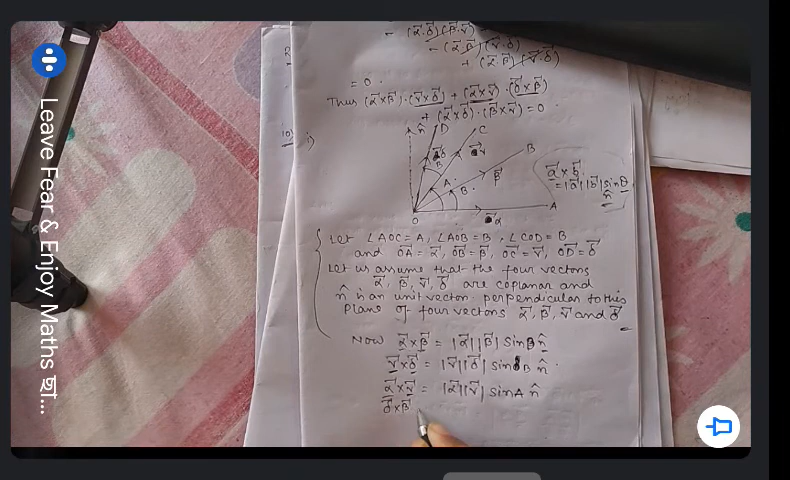 - (α⃗.δ⃗)(β⃗.γ⃗)
- (α⃗.β⃗)(γ⃗.δ⃗)
+ (α⃗.β⃗)(γ⃗.δ⃗)
= 0.
Thus (α⃗×β⃗).(γ⃗×δ⃗) + (α⃗×γ⃗).(δ⃗×β⃗)
+ (α⃗×δ⃗).(β⃗×γ⃗) = 0
i)
n̂ D C
δ⃗ γ⃗ B
B A B β⃗
O α⃗ A
a⃗ × b⃗
= |a⃗||b⃗| sinθ
n̂
Let ∠AOC = A, ∠AOB = B, ∠COD = B
and OA⃗ = α⃗, OB⃗ = β⃗, OC⃗ = γ⃗, OD⃗ = δ⃗
Let us assume that the four vectors
α⃗, β⃗, γ⃗, δ⃗ are coplanar and
n̂ is an unit vector perpendicular to this
plane of four vectors α⃗, β⃗, γ⃗ and δ⃗
Now α⃗×β⃗ = |α⃗||β⃗| sinB n̂
γ⃗×δ⃗ = |γ⃗||δ⃗| sin B n̂
α⃗×γ⃗ = |α⃗||γ⃗| sinA n̂
δ⃗×β⃗
Leave Fear & Enjoy Maths ছা...